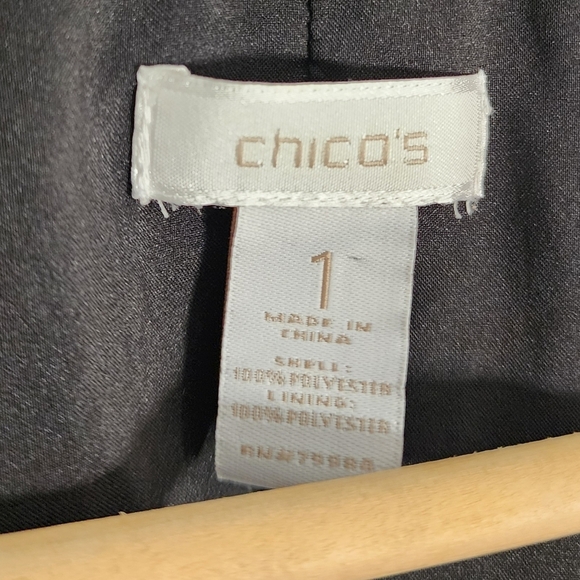 chico's
1
MADE IN
CHINA
SHELL:
100%POLYESTER
LINING:
100%POLYESTER